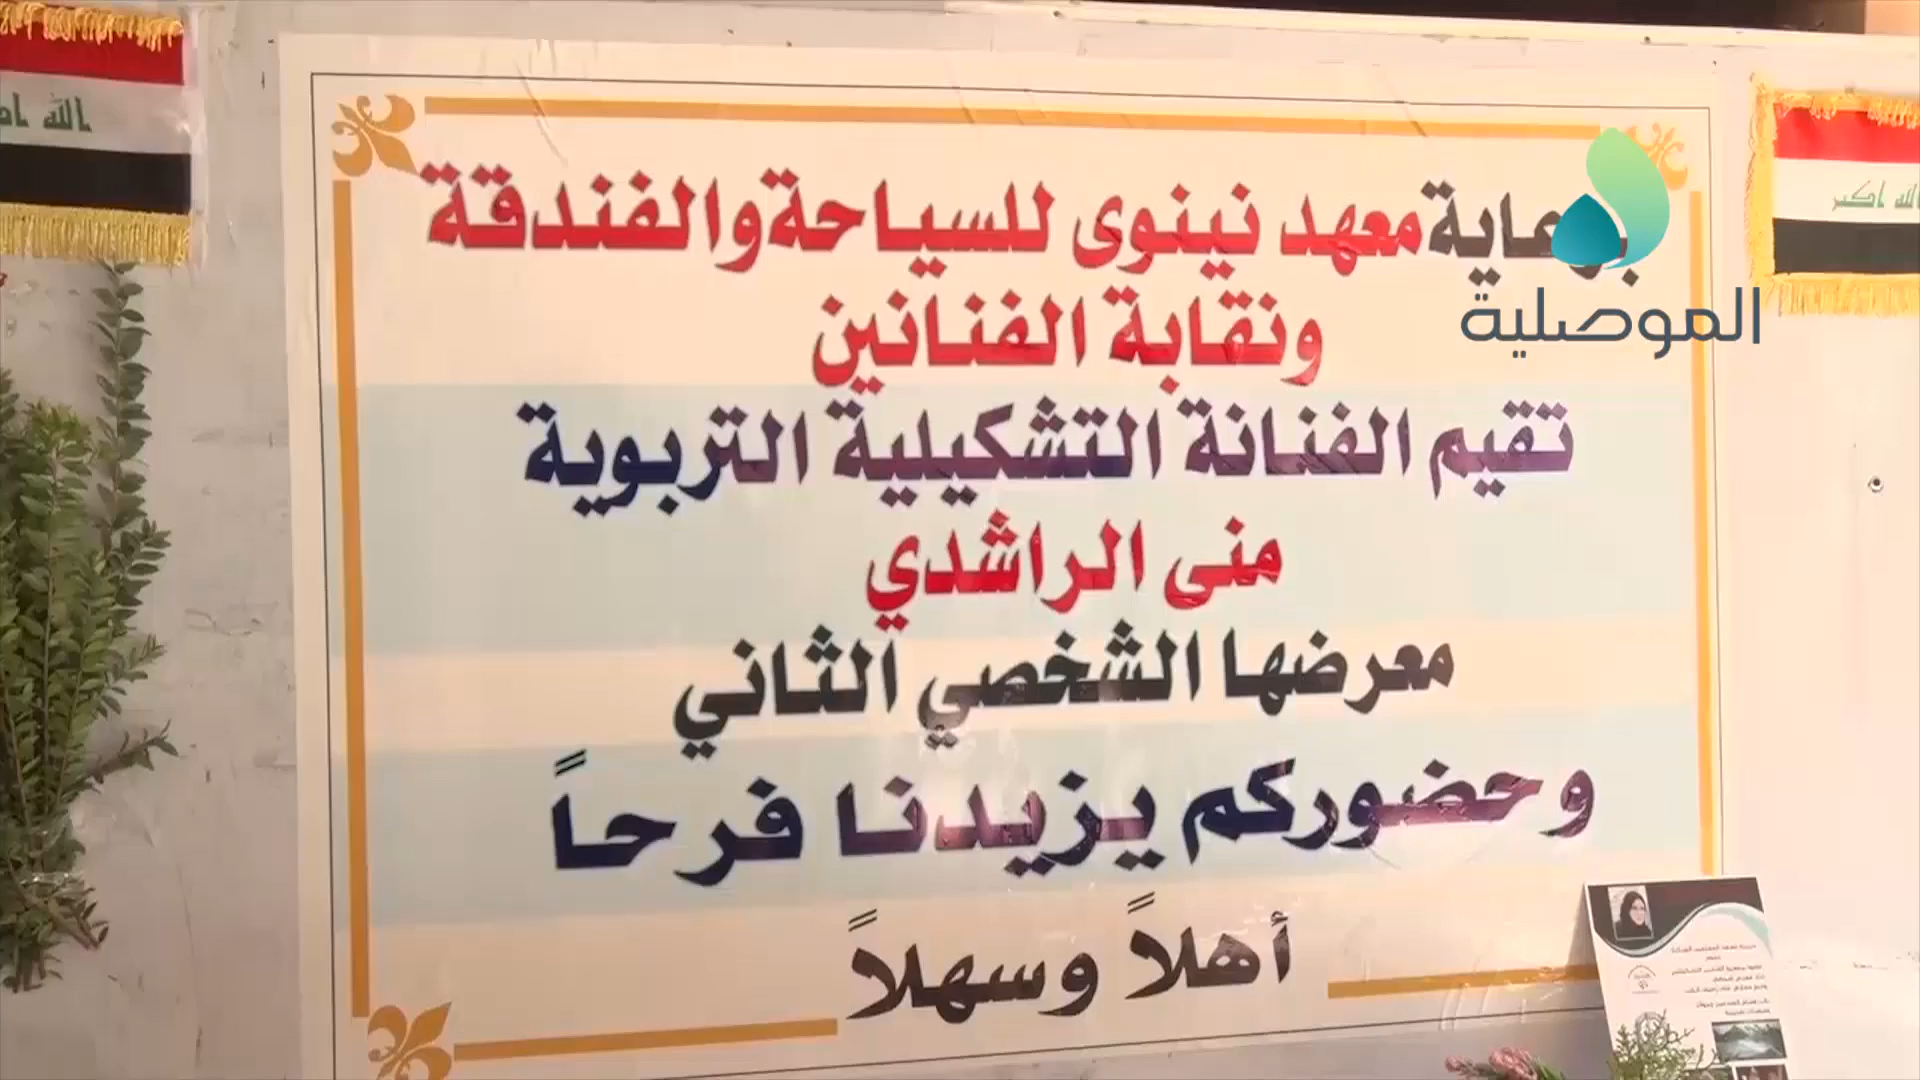 برعاية معهد نينوى للسياحة والفندقة
ونقابة الفنانين
تقيم الفنانة التشكيلية التربوية
منى الراشدي
معرضها الشخصي الثاني
وحضوركم يزيدنا فرحاً
أهلاً وسهلاً
الموصلية
الله اكبر